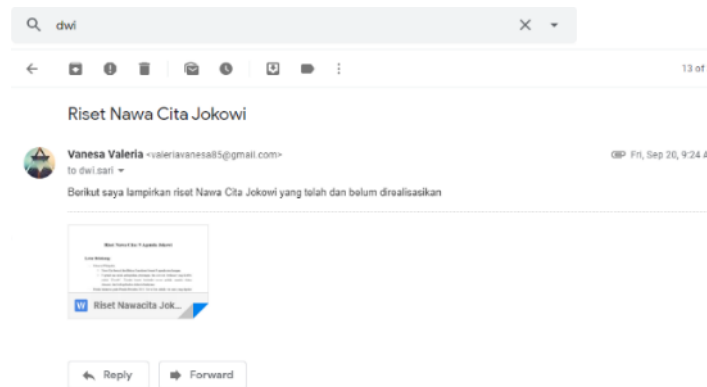 dwi
13 of
Riset Nawa Cita Jokowi
Vanesa Valeria <valeriavanesa85@gmail.com>
Fri, Sep 20, 9:24 A
to dwi.sari
Berikut saya lampirkan riset Nawa Cita Jokowi yang telah dan belum direalisasikan
W Riset Nawacita Jok...
Reply Forward